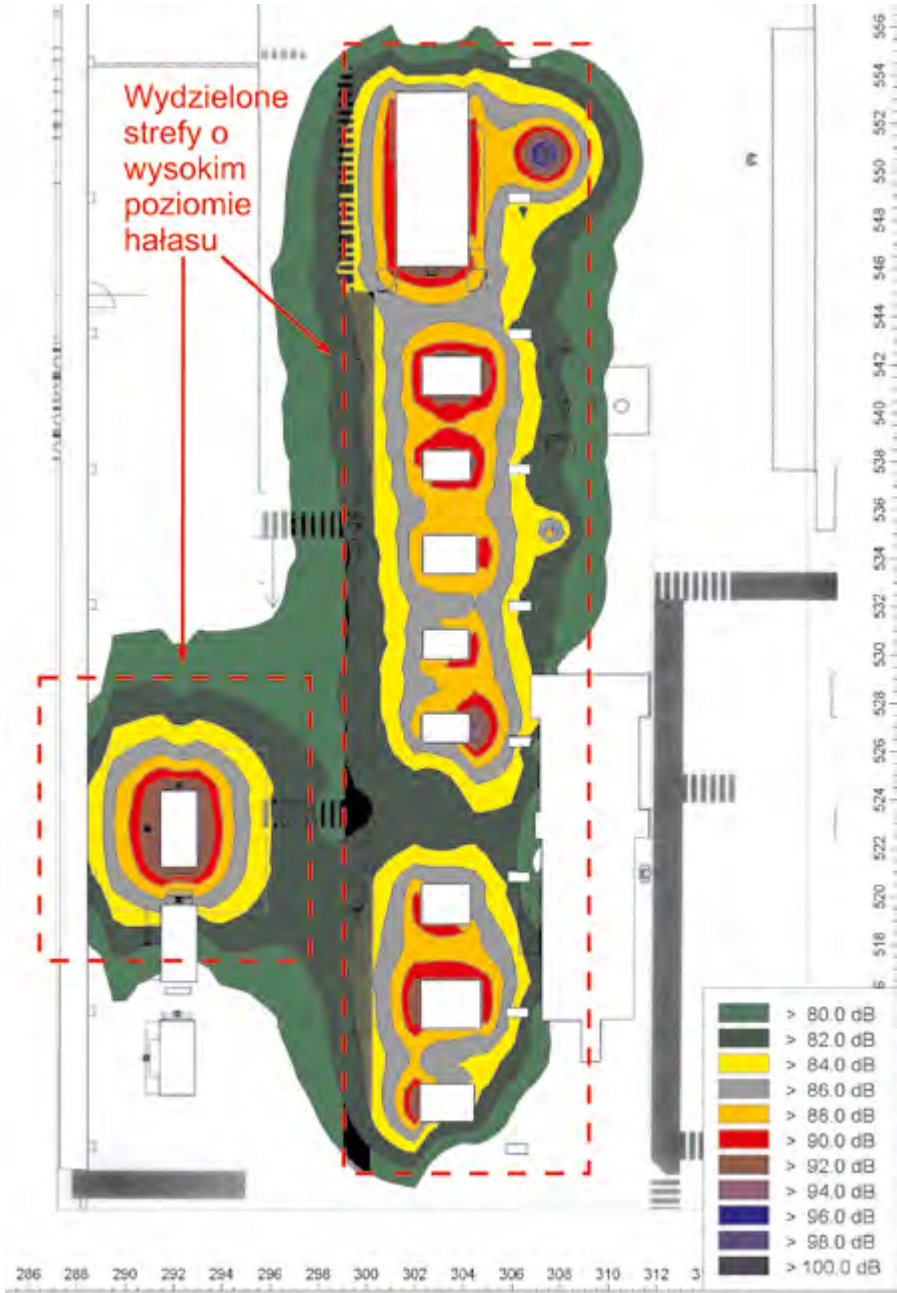 Wydzielone
strefy o
wysokim
poziomie
hałasu
556
554
552
550
548
546
544
542
540
538
536
534
532
530
528
526
524
522
520
518
6
> 80.0 dB
> 82.0 dB
> 84.0 dB
> 86.0 dB
> 88.0 dB
> 90.0 dB
> 92.0 dB
> 94.0 dB
> 96.0 dB
> 98.0 dB
> 100.0 dB
286 288 290 292 294 296 298 300 302 304 306 308 310 312 3